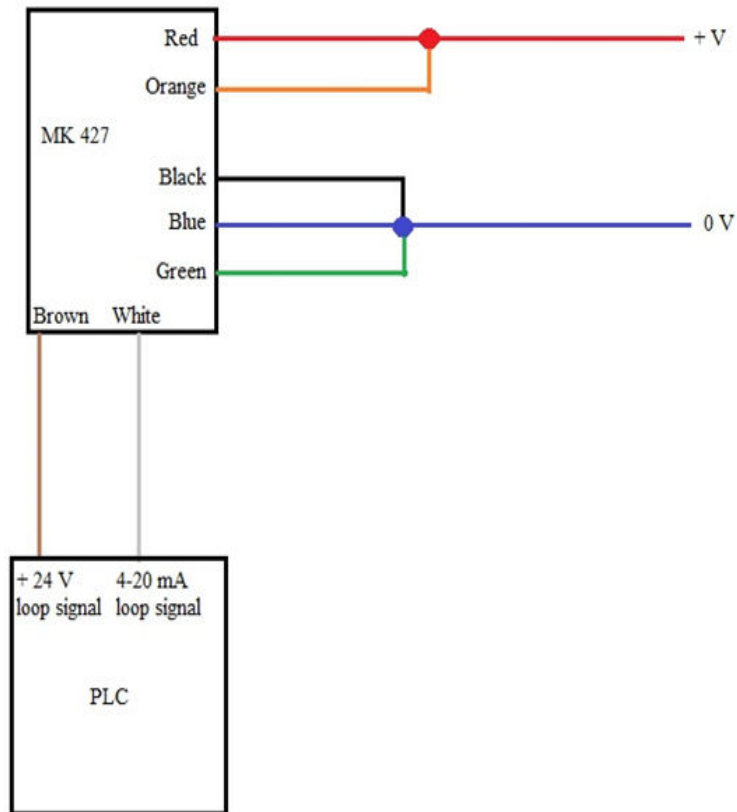 Red
+ V
Orange
MK 427
Black
Blue
0 V
Green
Brown
White
+ 24 V
loop signal
4-20 mA
loop signal
PLC